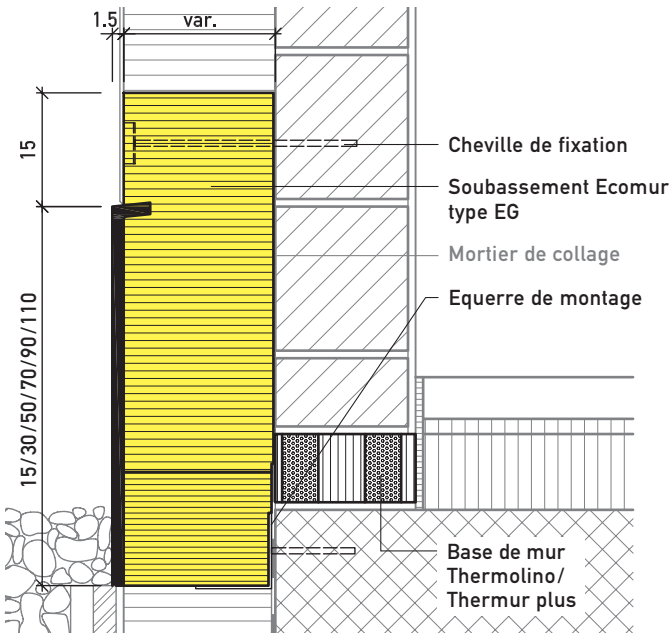 1.5
var.
15
15/30/50/70/90/110
Cheville de fixation
Soubassement Ecomur
type EG
Mortier de collage
Equerre de montage
Base de mur
Thermolino/
Thermur plus